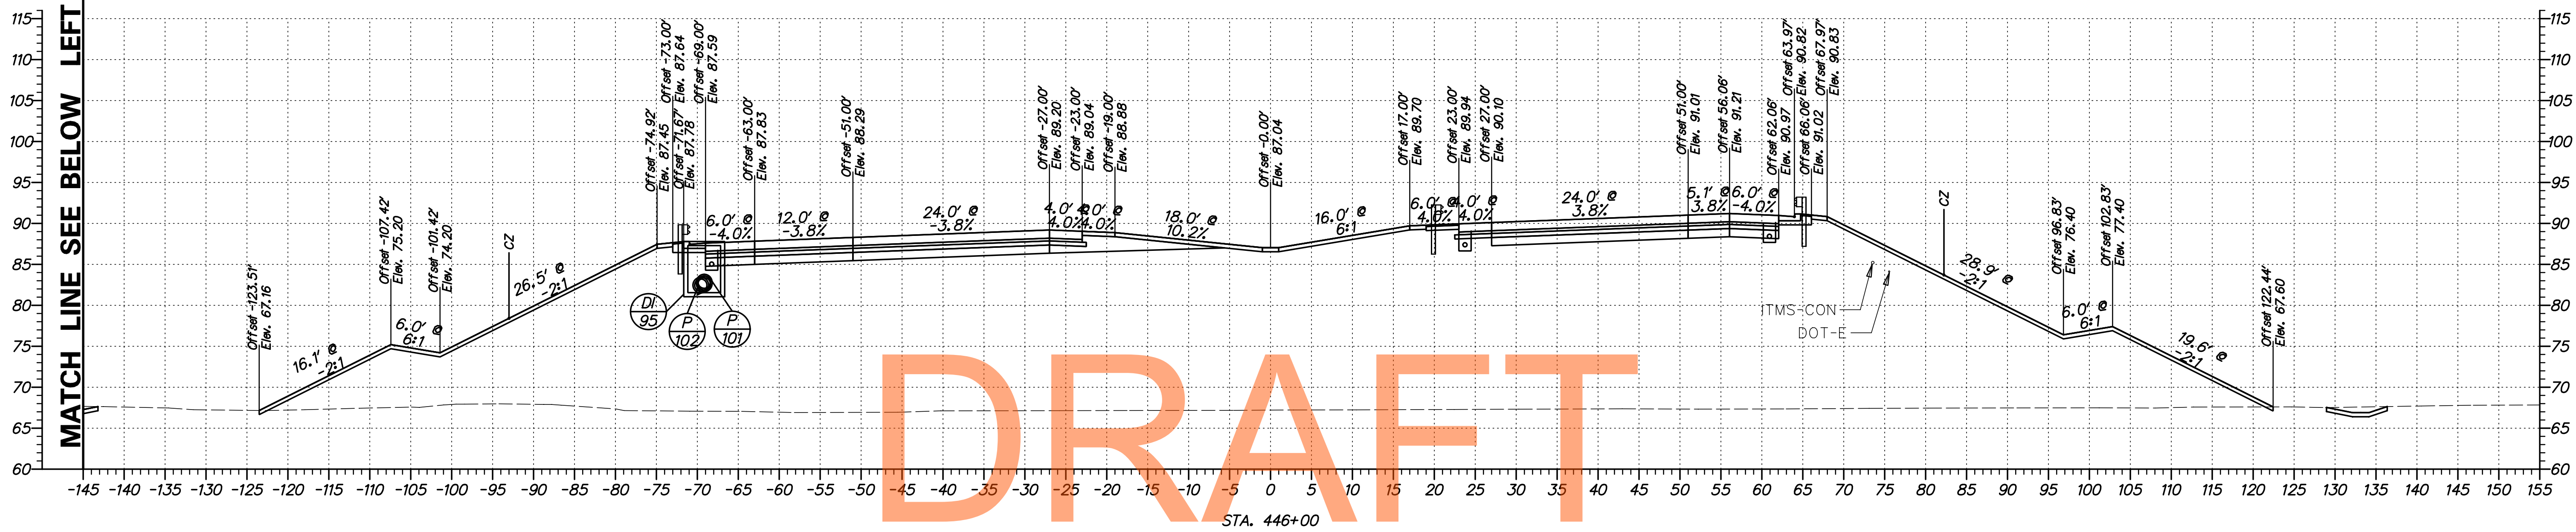 MATCH LINE SEE BELOW LEFT
115
110
105
100
95
90
85
80
75
70
65
60
Offset -123.51'
Elev. 67.16
16.1' @
-2:1
Offset -107.42'
Elev. 75.20
6.0' @
6:1
Offset -101.42'
Elev. 74.20
CZ
26.5' @
-2:1
Offset -74.92'
Elev. 87.45
Offset -73.00'
Elev. 87.64
Offset -71.67'
Elev. 87.78
Offset -69.00'
Elev. 87.59
6.0' @
-4.0%
Offset -63.00'
Elev. 87.83
12.0' @
-3.8%
Offset -51.00'
Elev. 88.29
24.0' @
-3.8%
Offset -27.00'
Elev. 89.20
4.0' @
4.0%
Offset -23.00'
Elev. 89.04
4.0' @
4.0%
Offset -19.00'
Elev. 88.88
18.0' @
10.2%
Offset -0.00'
Elev. 87.04
16.0' @
6:1
Offset 17.00'
Elev. 89.70
6.0' @
4.0%
Offset 23.00'
Elev. 89.94
4.0' @
4.0%
Offset 27.00'
Elev. 90.10
24.0' @
3.8%
Offset 51.00'
Elev. 91.01
5.1' @
3.8%
Offset 56.06'
Elev. 91.21
6.0' @
-4.0%
Offset 62.06'
Elev. 90.97
Offset 63.97'
Elev. 90.82
Offset 66.06'
Elev. 91.02
Offset 67.97'
Elev. 90.83
CZ
28.9' @
-2:1
Offset 96.83'
Elev. 76.40
6.0' @
6:1
Offset 102.83'
Elev. 77.40
19.6' @
-2:1
Offset 122.44'
Elev. 67.60
DI
95
P
102
P
101
ITMS-CON
DOT-E
115
110
105
100
95
90
85
80
75
70
65
60
-145 -140 -135 -130 -125 -120 -115 -110 -105 -100 -95 -90 -85 -80 -75 -70 -65 -60 -55 -50 -45 -40 -35 -30 -25 -20 -15 -10 -5 0 5 10 15 20 25 30 35 40 45 50 55 60 65 70 75 80 85 90 95 100 105 110 115 120 125 130 135 140 145 150 155
STA. 446+00
DRAFT